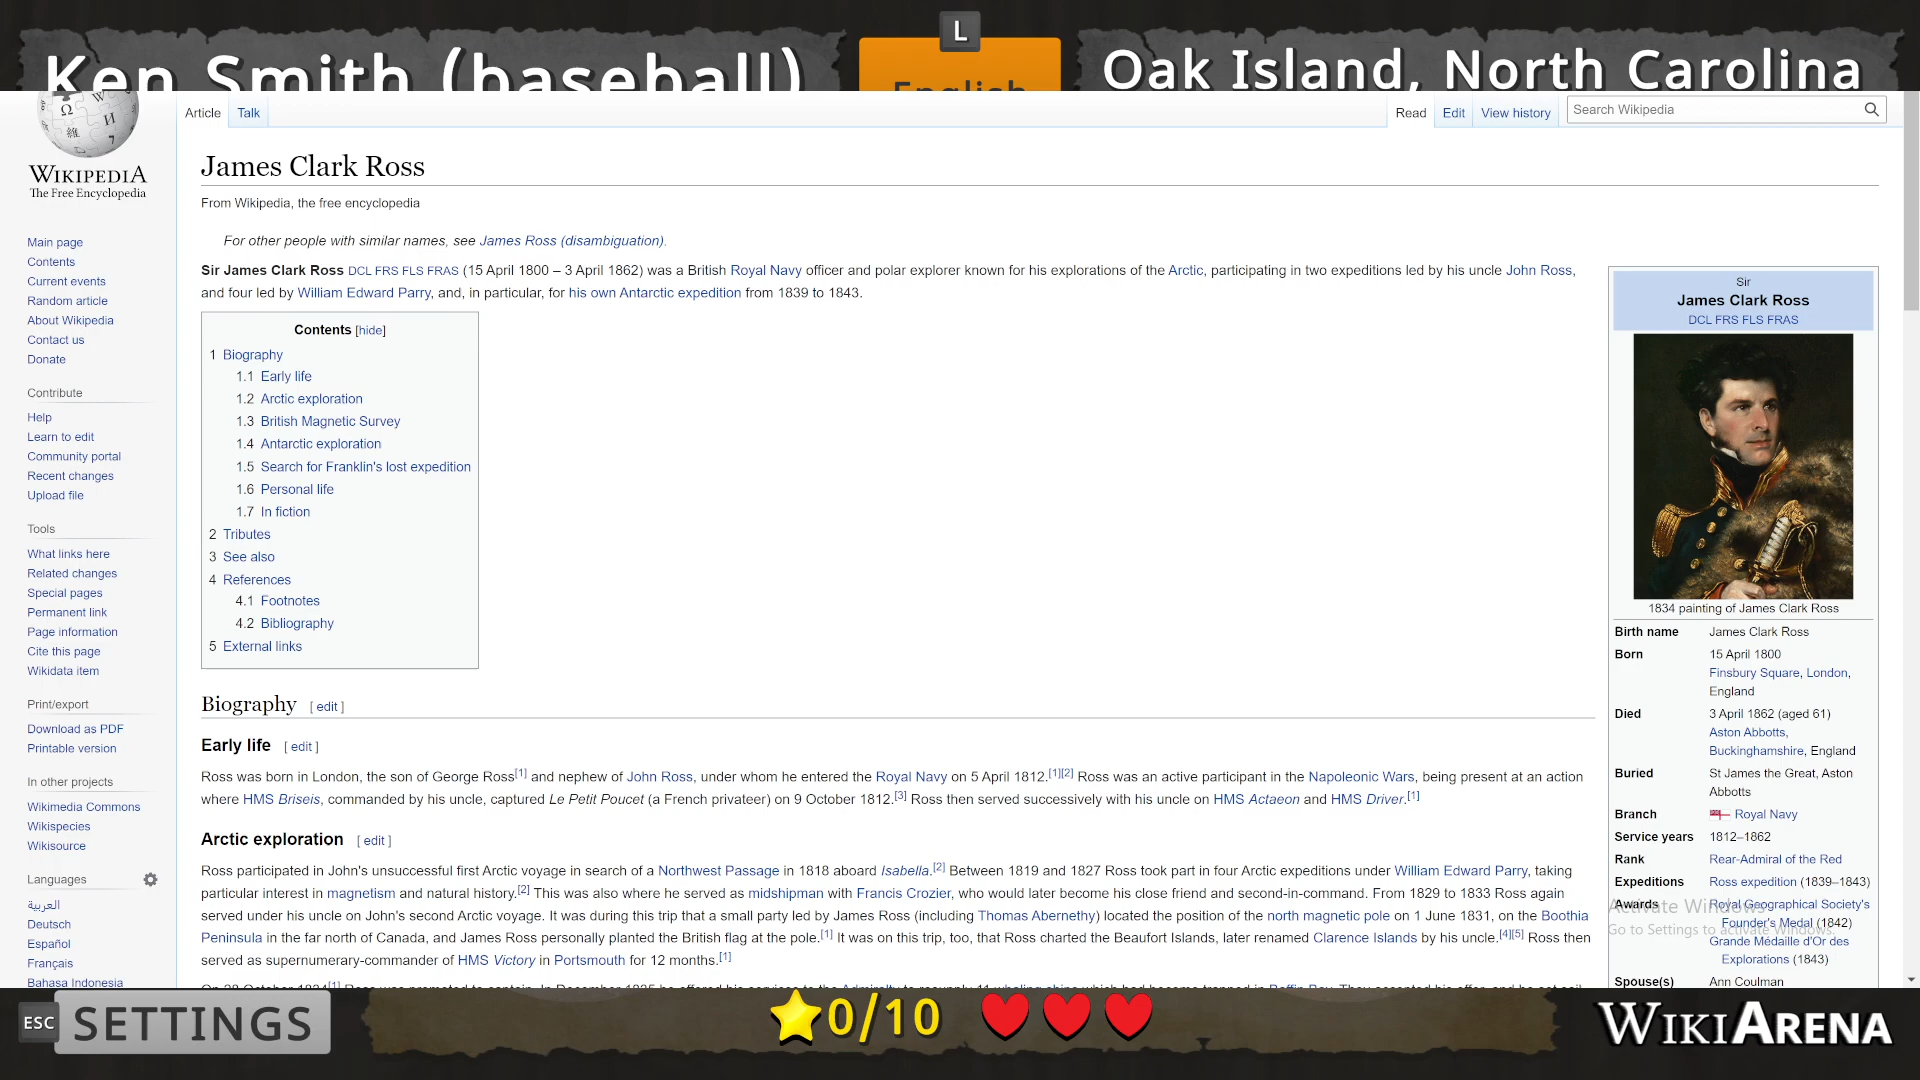 L
Ken Smith (baseball)
English
Oak Island, North Carolina
Article
Talk
Read
Edit
View history
Search Wikipedia
WIKIPEDIA
The Free Encyclopedia
Main page
Contents
Current events
Random article
About Wikipedia
Contact us
Donate
Contribute
Help
Learn to edit
Community portal
Recent changes
Upload file
Tools
What links here
Related changes
Special pages
Permanent link
Page information
Cite this page
Wikidata item
Print/export
Download as PDF
Printable version
In other projects
Wikimedia Commons
Wikispecies
Wikisource
Languages
العربية
Deutsch
Español
Français
Bahasa Indonesia
James Clark Ross
From Wikipedia, the free encyclopedia
For other people with similar names, see James Ross (disambiguation).
Sir James Clark Ross DCL FRS FLS FRAS (15 April 1800 – 3 April 1862) was a British Royal Navy officer and polar explorer known for his explorations of the Arctic, participating in two expeditions led by his uncle John Ross,
and four led by William Edward Parry, and, in particular, for his own Antarctic expedition from 1839 to 1843.
Contents [hide]
1 Biography
1.1 Early life
1.2 Arctic exploration
1.3 British Magnetic Survey
1.4 Antarctic exploration
1.5 Search for Franklin's lost expedition
1.6 Personal life
1.7 In fiction
2 Tributes
3 See also
4 References
4.1 Footnotes
4.2 Bibliography
5 External links
Biography [ edit ]
Early life [ edit ]
Ross was born in London, the son of George Ross[1] and nephew of John Ross, under whom he entered the Royal Navy on 5 April 1812.[1][2] Ross was an active participant in the Napoleonic Wars, being present at an action
where HMS Briseis, commanded by his uncle, captured Le Petit Poucet (a French privateer) on 9 October 1812.[3] Ross then served successively with his uncle on HMS Actaeon and HMS Driver.[1]
Arctic exploration [ edit ]
Ross participated in John's unsuccessful first Arctic voyage in search of a Northwest Passage in 1818 aboard Isabella.[2] Between 1819 and 1827 Ross took part in four Arctic expeditions under William Edward Parry, taking
particular interest in magnetism and natural history.[2] This was also where he served as midshipman with Francis Crozier, who would later become his close friend and second-in-command. From 1829 to 1833 Ross again
served under his uncle on John's second Arctic voyage. It was during this trip that a small party led by James Ross (including Thomas Abernethy) located the position of the north magnetic pole on 1 June 1831, on the Boothia
Peninsula in the far north of Canada, and James Ross personally planted the British flag at the pole.[1] It was on this trip, too, that Ross charted the Beaufort Islands, later renamed Clarence Islands by his uncle.[4][5] Ross then
served as supernumerary-commander of HMS Victory in Portsmouth for 12 months.[1]
Sir
James Clark Ross
DCL FRS FLS FRAS
1834 painting of James Clark Ross
Birth name James Clark Ross
Born 15 April 1800
Finsbury Square, London,
England
Died 3 April 1862 (aged 61)
Aston Abbotts,
Buckinghamshire, England
Buried St James the Great, Aston
Abbotts
Branch Royal Navy
Service years 1812–1862
Rank Rear-Admiral of the Red
Expeditions Ross expedition (1839–1843)
Awards Royal Geographical Society's
Founder's Medal (1842)
Grande Médaille d'Or des
Explorations (1843)
Spouse(s) Ann Coulman
Activate Windows
Go to Settings to activate Windows.
ESC SETTINGS
0/10
WIKIARENA